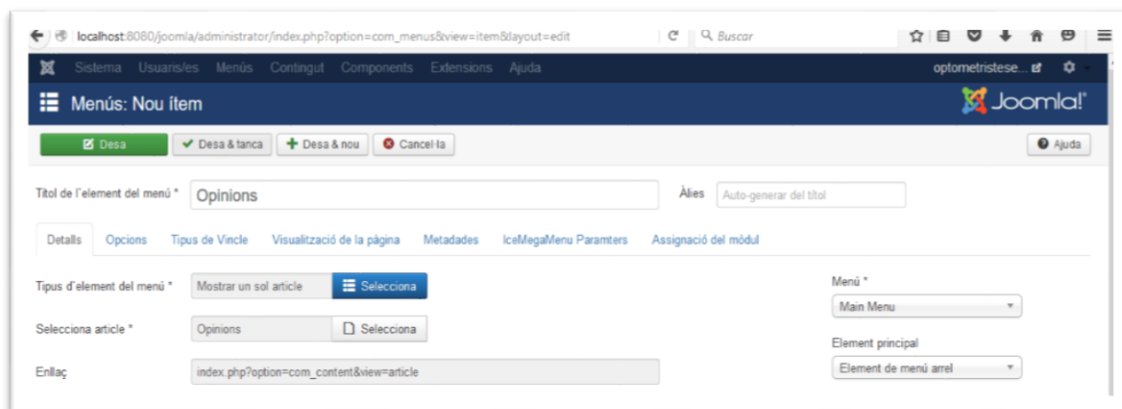 localhost:8080/joomla/administrator/index.php?option=com_menus&view=item&layout=edit Buscar
Sistema Usuaris/es Menús Contingut Components Extensions Ajuda optometristese...
Menús: Nou ítem Joomla!®
Desa Desa & tanca Desa & nou Cancel·la Ajuda
Títol de l'element del menú * Opinions Àlies Auto-generar del títol
Detalls Opcions Tipus de Vincle Visualització de la pàgina Metadades IceMegaMenu Paramters Assignació del mòdul
Tipus d'element del menú * Mostrar un sol article Selecciona
Menú *
Main Menu
Selecciona article * Opinions Selecciona
Element principal
Element de menú arrel
Enllaç index.php?option=com_content&view=article